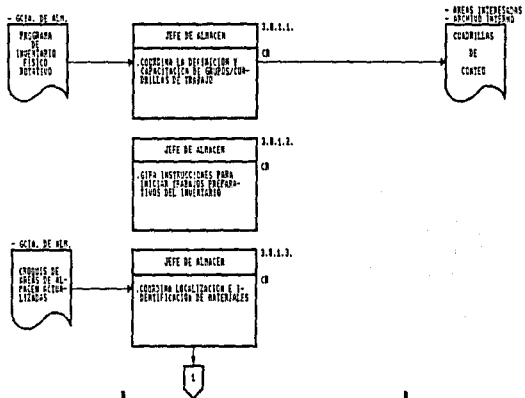 - GCIA. DE ALM.
PROGRAMA
DE
INVENTARIO
FISICO
ROTATIVO
JEFE DE ALMACEN
3.8.1.1.
CB
.COORDINA LA DEFINICION Y
CAPACITACION DE GRUPOS/CUA-
DRILLAS DE TRABAJO
- AREAS INTERESADAS
- ARCHIVO INTERNO
CUADRILLAS
DE
CONTEO
JEFE DE ALMACEN
3.8.1.2.
CB
.GIRA INSTRUCCIONES PARA
INICIAR TRABAJOS PREPARA-
TIVOS DEL INVENTARIO
- GCIA. DE ALM.
CROQUIS DE
AREAS DE AL-
MACEN ACTUA-
LIZADAS
JEFE DE ALMACEN
3.8.1.3.
CB
.COORDINA LOCALIZACION E I-
DENTIFICACION DE MATERIALES
1